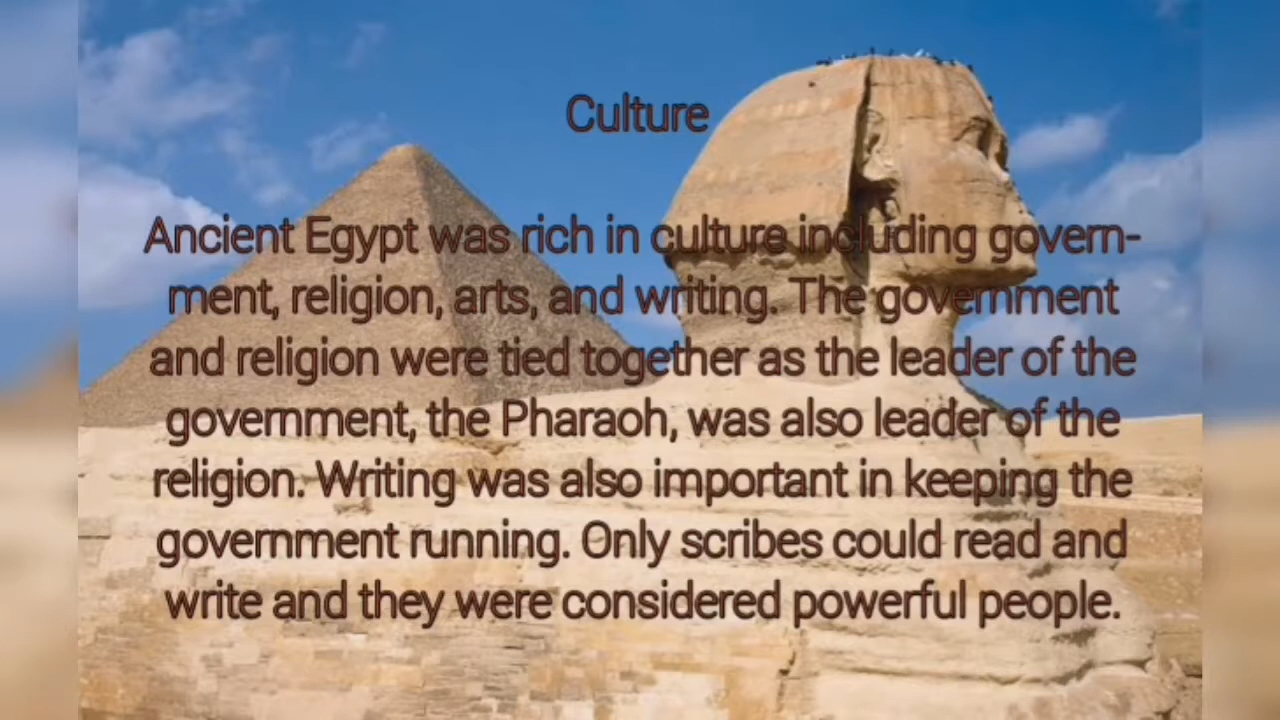 Culture
Ancient Egypt was rich in culture including govern-
ment, religion, arts, and writing. The government
and religion were tied together as the leader of the
government, the Pharaoh, was also leader of the
religion. Writing was also important in keeping the
government running. Only scribes could read and
write and they were considered powerful people.